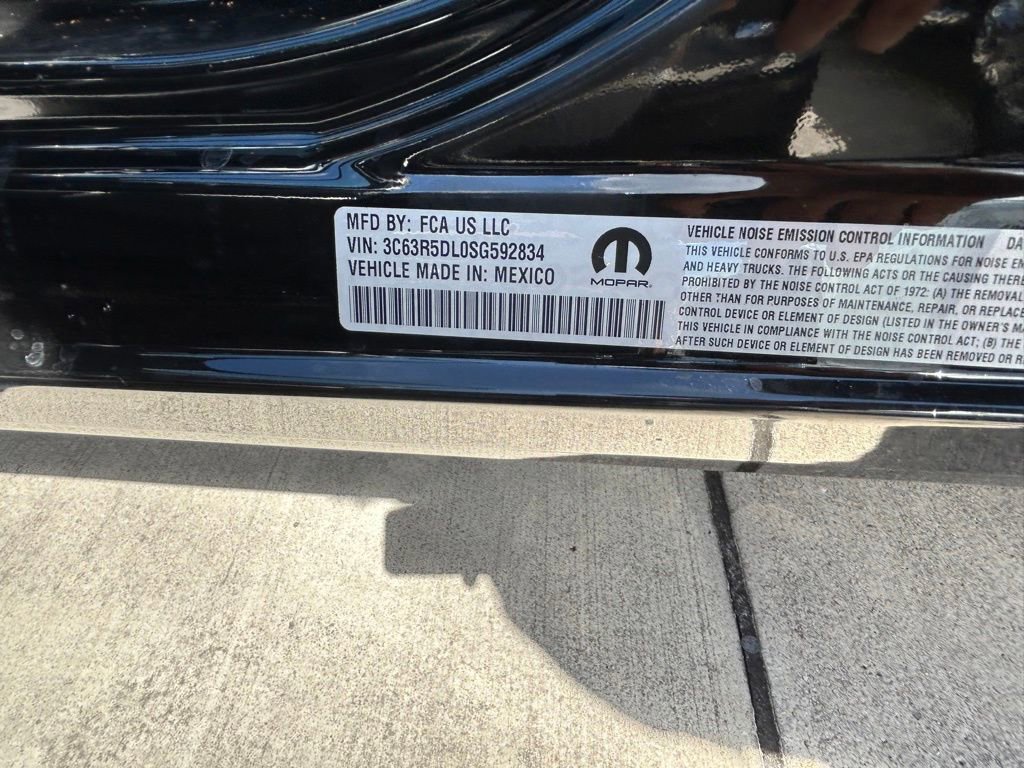 MFD BY: FCA US LLC
VIN: 3C63R5DL0SG592834
VEHICLE MADE IN: MEXICO
MOPAR
VEHICLE NOISE EMISSION CONTROL INFORMATION DA
THIS VEHICLE CONFORMS TO U.S. EPA REGULATIONS FOR NOISE EM
AND HEAVY TRUCKS. THE FOLLOWING ACTS OR THE CAUSING THERE
PROHIBITED BY THE NOISE CONTROL ACT OF 1972: (A) THE REMOVAL
OTHER THAN FOR PURPOSES OF MAINTENANCE, REPAIR, OR REPLACE
CONTROL DEVICE OR ELEMENT OF DESIGN (LISTED IN THE OWNER'S MA
THIS VEHICLE IN COMPLIANCE WITH THE NOISE CONTROL ACT; (B) THE
AFTER SUCH DEVICE OR ELEMENT OF DESIGN HAS BEEN REMOVED OR R